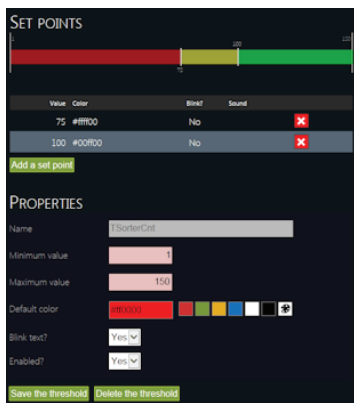 SET POINTS
1 150
100
75
Value Color Blink? Sound
75 #ffff00 No
100 #00ff00 No
Add a set point
PROPERTIES
Name TSorterCnt
Minimum value 1
Maximum value 150
Default color #ff0000
Blink text? Yes
Enabled? Yes
Save the threshold Delete the threshold